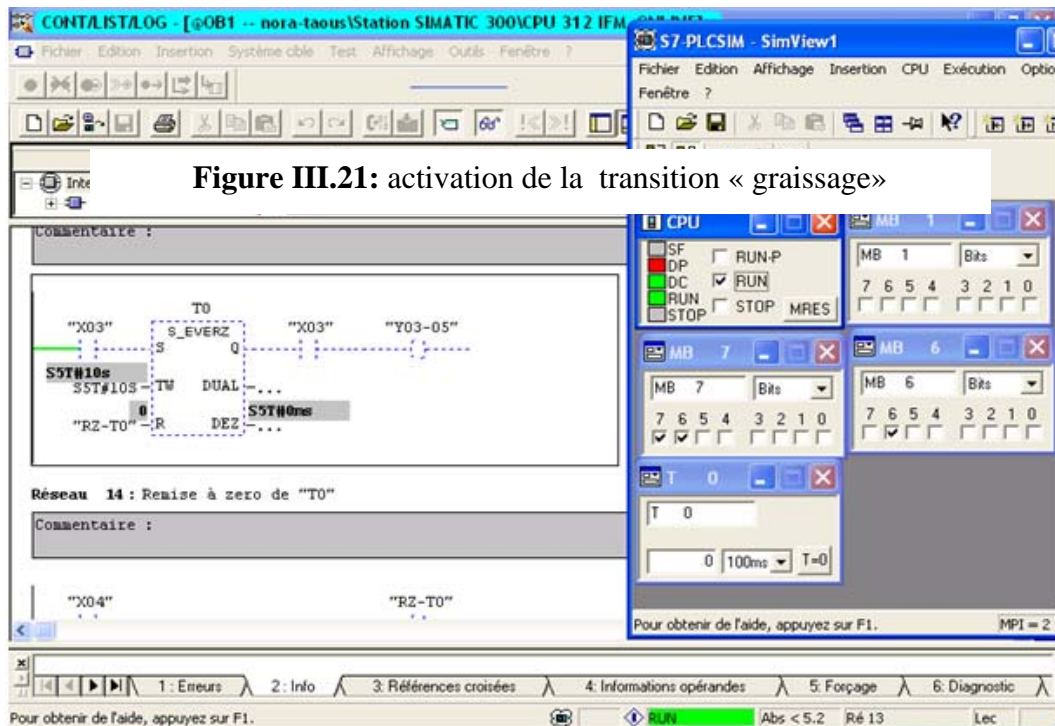 CONT/LIST/LOG - [@OB1 -- nora-taous\Station SIMATIC 300\CPU 312 IFM ONLINE]
Fichier Edition Insertion Système cible Test Affichage Outils Fenêtre ?
S7-PLCSIM - SimView1
Fichier Edition Affichage Insertion CPU Exécution Optio
Fenêtre ?
Figure III.21: activation de la transition « graissage»
Inte
Commentaire :
T0
"X03" S_EVERZ "X03" "Y03-05"
S Q
S5T#10s
S5T#10S TW DUAL ...
0 S5T#0ms
"RZ-T0" R DEZ ...
Réseau 14 : Remise à zero de "T0"
Commentaire :
"X04" "RZ-T0"
CPU
SF
DP
DC
RUN
STOP
RUN-P
RUN
STOP MRES
MB 1
MB 1 Bits
7 6 5 4 3 2 1 0
MB 7
MB 7 Bits
7 6 5 4 3 2 1 0
MB 6
MB 6 Bits
7 6 5 4 3 2 1 0
T 0
T 0
0 100ms T=0
Pour obtenir de l'aide, appuyez sur F1. MPI = 2
1 : Erreurs 2 : Info 3: Références croisées 4: Informations opérandes 5: Forçage 6: Diagnostic
Pour obtenir de l'aide, appuyez sur F1. RUN Abs < 5.2 Ré 13 Lec